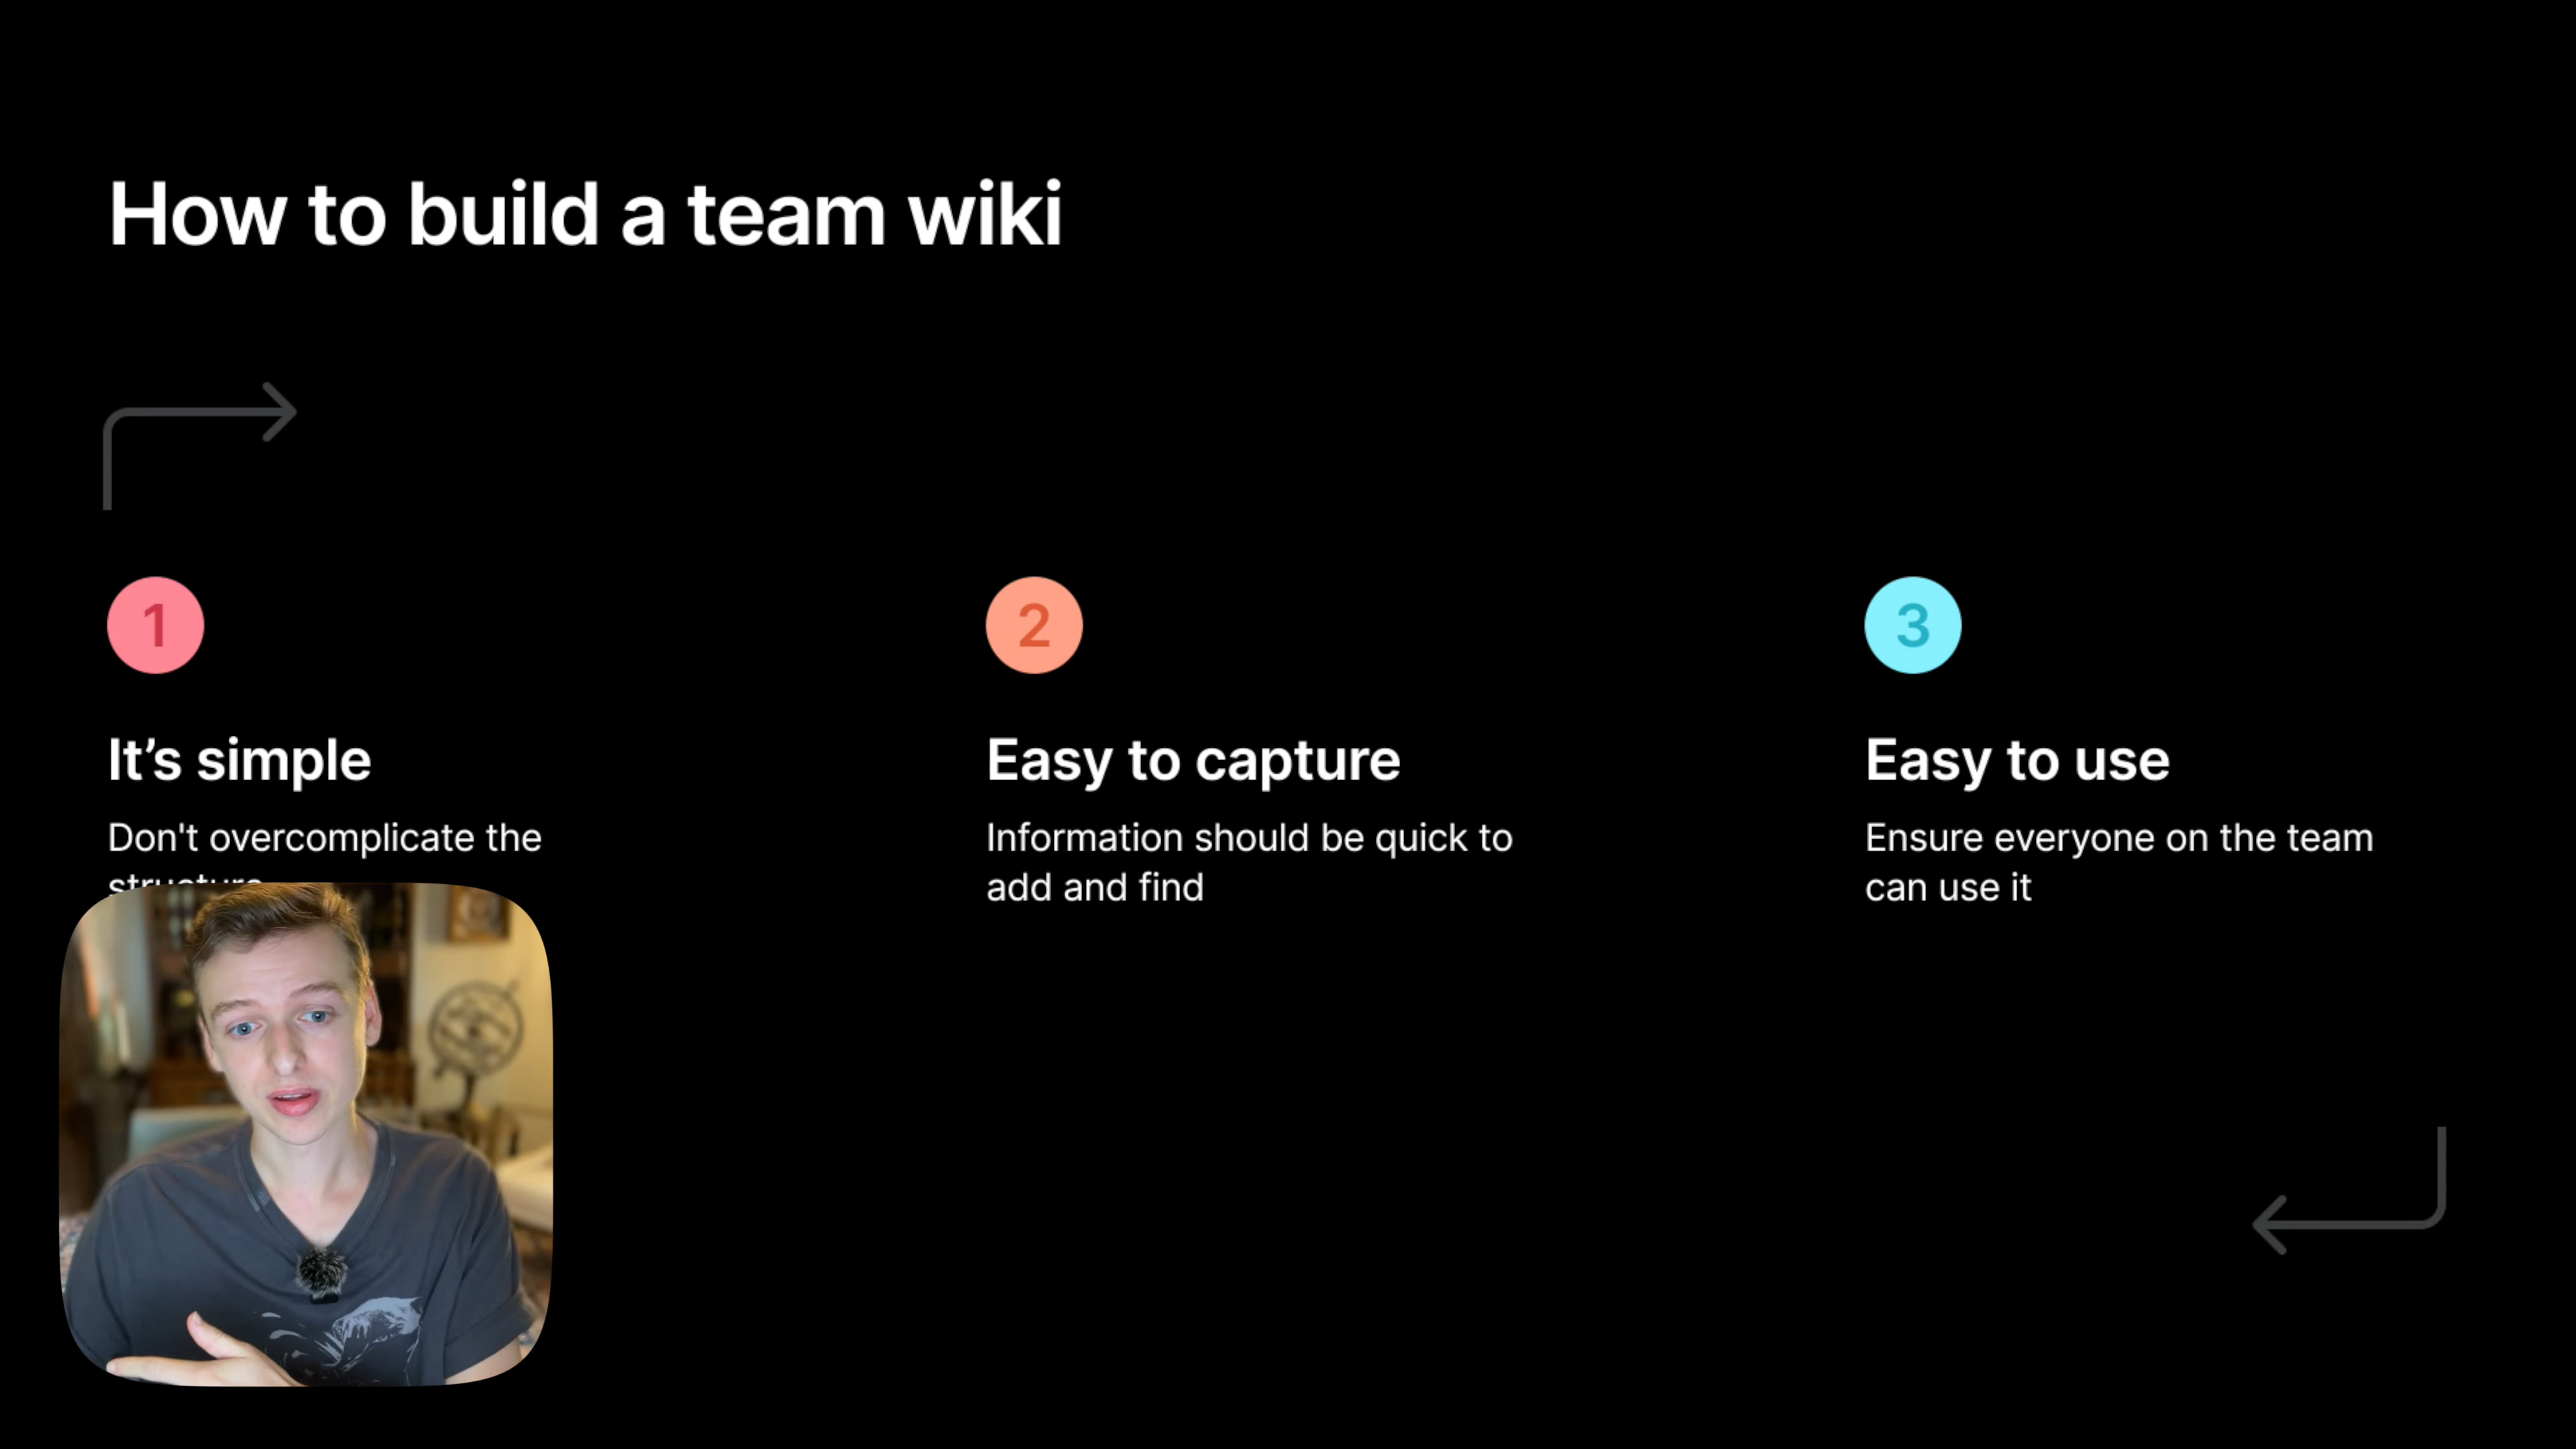 How to build a team wiki
1
It’s simple
Don't overcomplicate the
structure
2
Easy to capture
Information should be quick to
add and find
3
Easy to use
Ensure everyone on the team
can use it